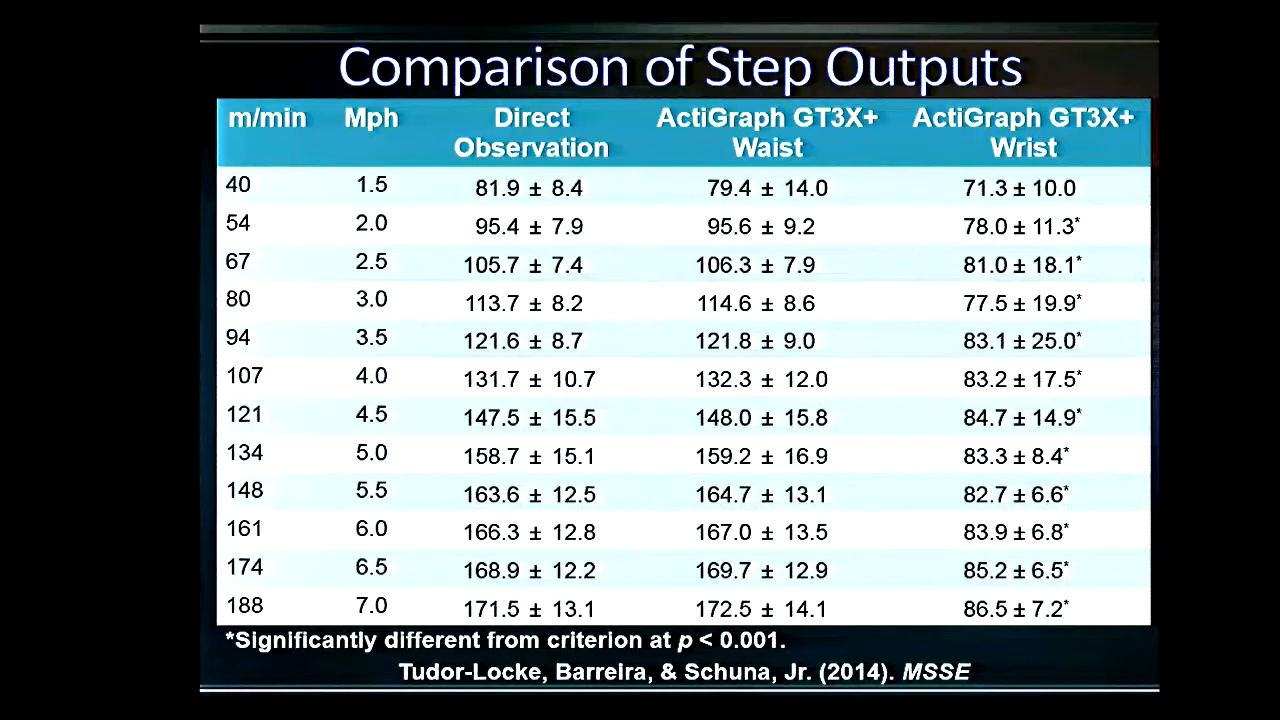 Comparison of Step Outputs
m/min Mph Direct Observation ActiGraph GT3X+ Waist ActiGraph GT3X+ Wrist
40 1.5 81.9 ± 8.4 79.4 ± 14.0 71.3 ± 10.0
54 2.0 95.4 ± 7.9 95.6 ± 9.2 78.0 ± 11.3*
67 2.5 105.7 ± 7.4 106.3 ± 7.9 81.0 ± 18.1*
80 3.0 113.7 ± 8.2 114.6 ± 8.6 77.5 ± 19.9*
94 3.5 121.6 ± 8.7 121.8 ± 9.0 83.1 ± 25.0*
107 4.0 131.7 ± 10.7 132.3 ± 12.0 83.2 ± 17.5*
121 4.5 147.5 ± 15.5 148.0 ± 15.8 84.7 ± 14.9*
134 5.0 158.7 ± 15.1 159.2 ± 16.9 83.3 ± 8.4*
148 5.5 163.6 ± 12.5 164.7 ± 13.1 82.7 ± 6.6*
161 6.0 166.3 ± 12.8 167.0 ± 13.5 83.9 ± 6.8*
174 6.5 168.9 ± 12.2 169.7 ± 12.9 85.2 ± 6.5*
188 7.0 171.5 ± 13.1 172.5 ± 14.1 86.5 ± 7.2*
*Significantly different from criterion at p < 0.001.
Tudor-Locke, Barreira, & Schuna, Jr. (2014). MSSE